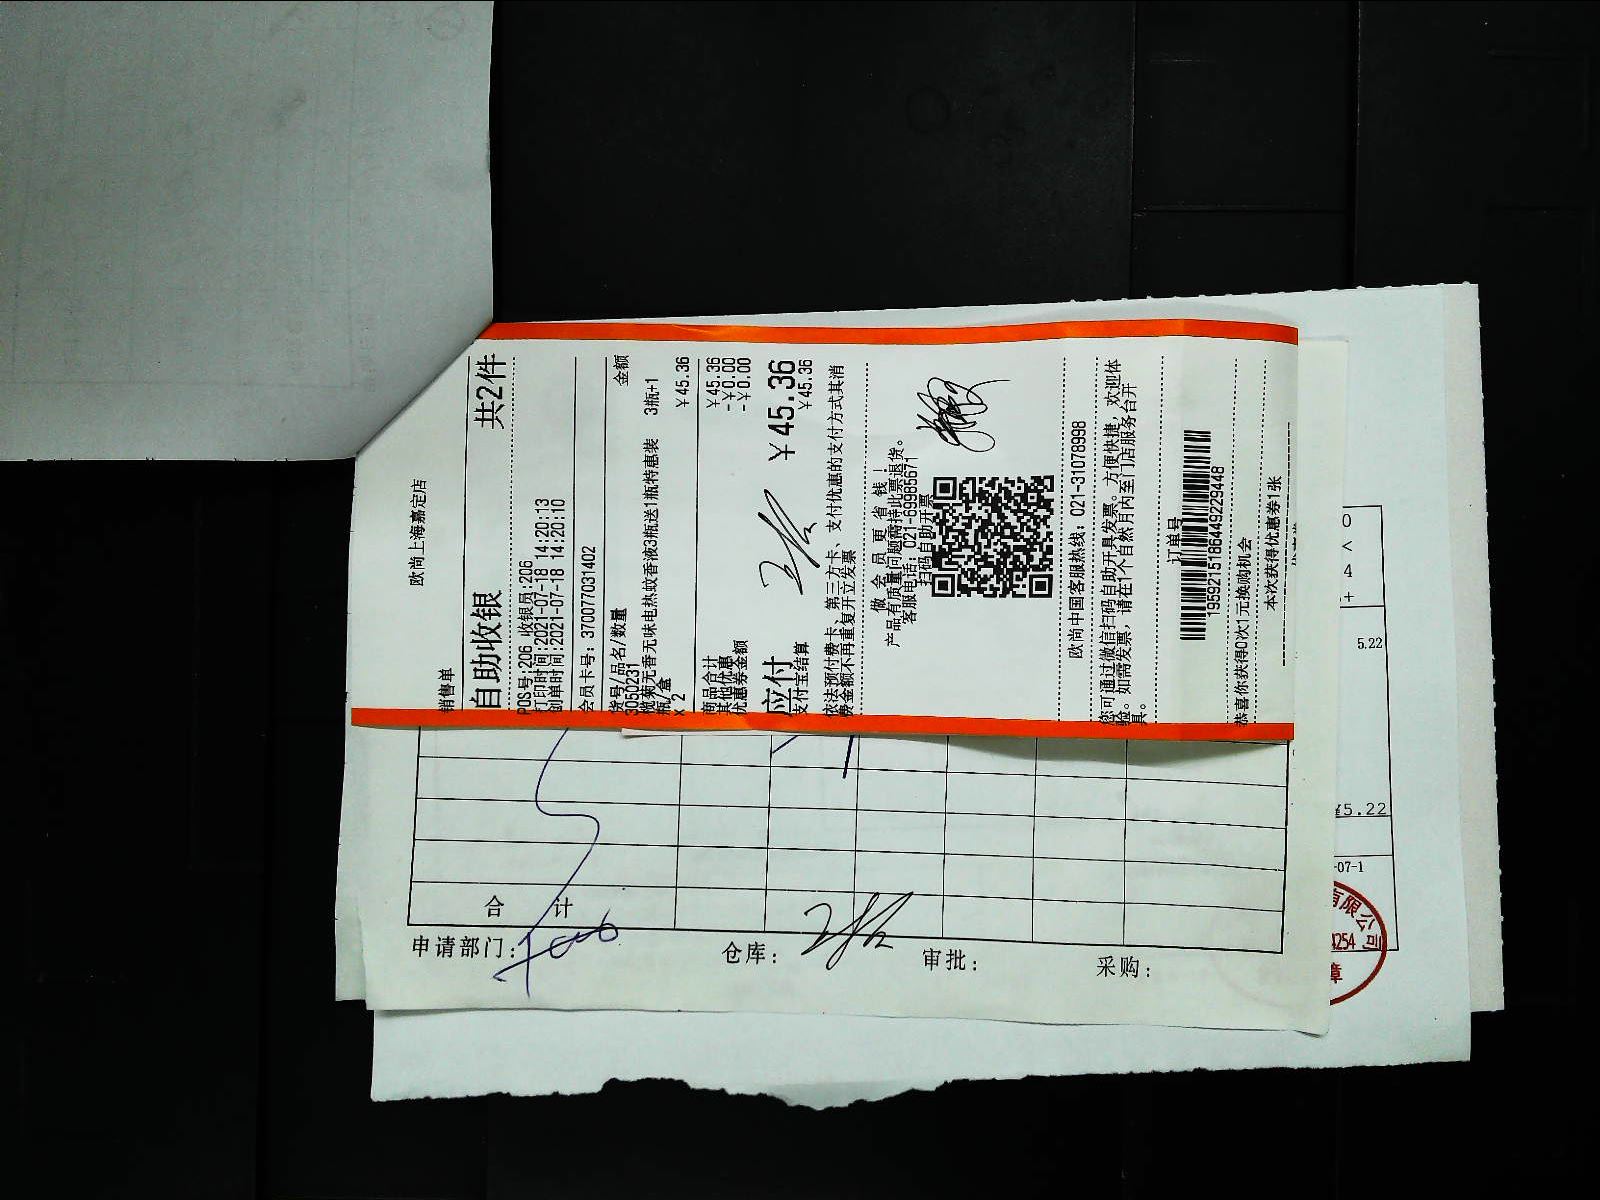 欧尚上海嘉定店
销售单
自助收银 共2件
POS号:206 收银员:206
打印时间:2021-07-18 14:20:13
创单时间:2021-07-18 14:20:10
会员卡号: 370077031402
货号/品名/数量 金额
3050231
榄菊无香无味电热蚊香液3瓶送1瓶特惠装 3瓶+1
瓶/盒
x 2 ￥45.36
商品合计 ￥45.36
其他优惠 -￥0.00
优惠券金额 -￥0.00
应付 ￥45.36
支付宝结算 ￥45.36
依法预付费卡、第三方卡、支付优惠的支付方式其消
费金额不再重复开立发票
做 会 员 更 省 钱 !
产品有质量问题需持此票退货。
客服电话: 021-69985671
扫码自助开票
欧尚中国客服热线: 021-31078998
您可通过微信扫码自助开具发票。方便快捷, 欢迎体
验。如需发票, 请在1个自然月内至门店服务台开
具。
订单号
1959215186449229448
恭喜你获得0次1元换购机会
本次获得优惠券1张
合 计
申请部门:
仓库:
审批:
采购:
5.22
¥5.22
-07-1
有限公司
4254
章